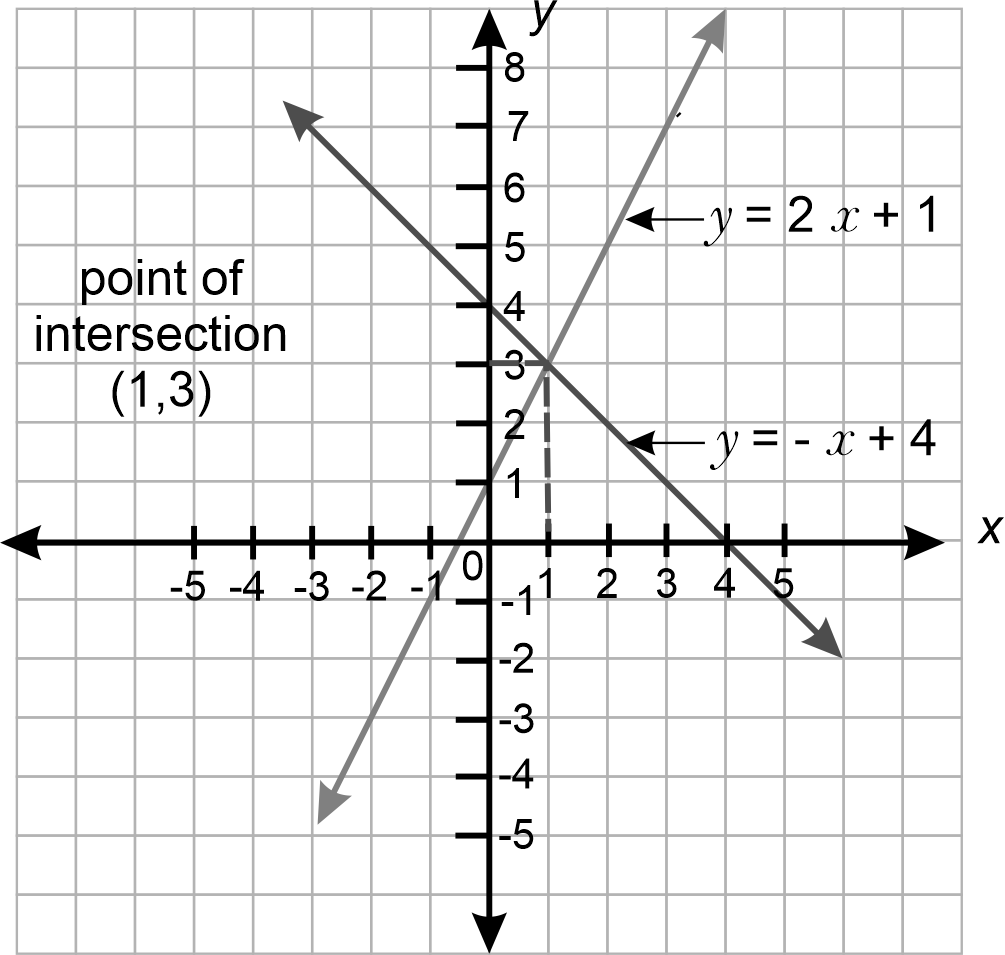 y
8
7
6
y = 2 x + 1
5
point of
intersection
(1,3)
4
3
2
y = - x + 4
1
x
0
-5 -4 -3 -2 -1 1 2 3 4 5
-1
-2
-3
-4
-5